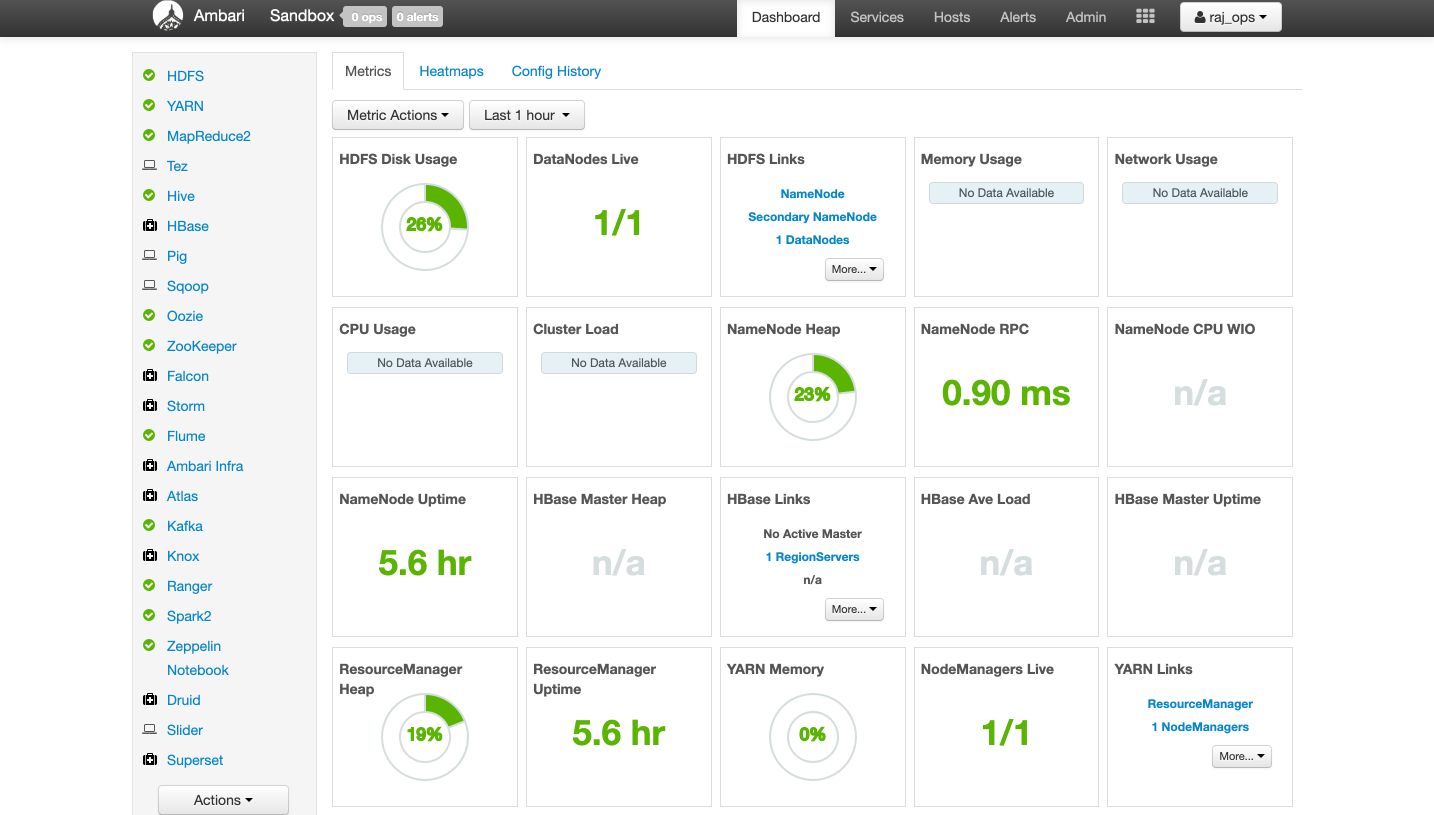 Ambari Sandbox 0 ops 0 alerts Dashboard Services Hosts Alerts Admin raj_ops
HDFS
YARN
MapReduce2
Tez
Hive
HBase
Pig
Sqoop
Oozie
ZooKeeper
Falcon
Storm
Flume
Ambari Infra
Atlas
Kafka
Knox
Ranger
Spark2
Zeppelin
Notebook
Druid
Slider
Superset
Actions
Metrics Heatmaps Config History
Metric Actions Last 1 hour
HDFS Disk Usage
26%
DataNodes Live
1/1
HDFS Links
NameNode
Secondary NameNode
1 DataNodes
More...
Memory Usage
No Data Available
Network Usage
No Data Available
CPU Usage
No Data Available
Cluster Load
No Data Available
NameNode Heap
23%
NameNode RPC
0.90 ms
NameNode CPU WIO
n/a
NameNode Uptime
5.6 hr
HBase Master Heap
n/a
HBase Links
No Active Master
1 RegionServers
n/a
More...
HBase Ave Load
n/a
HBase Master Uptime
n/a
ResourceManager
Heap
19%
ResourceManager
Uptime
5.6 hr
YARN Memory
0%
NodeManagers Live
1/1
YARN Links
ResourceManager
1 NodeManagers
More...